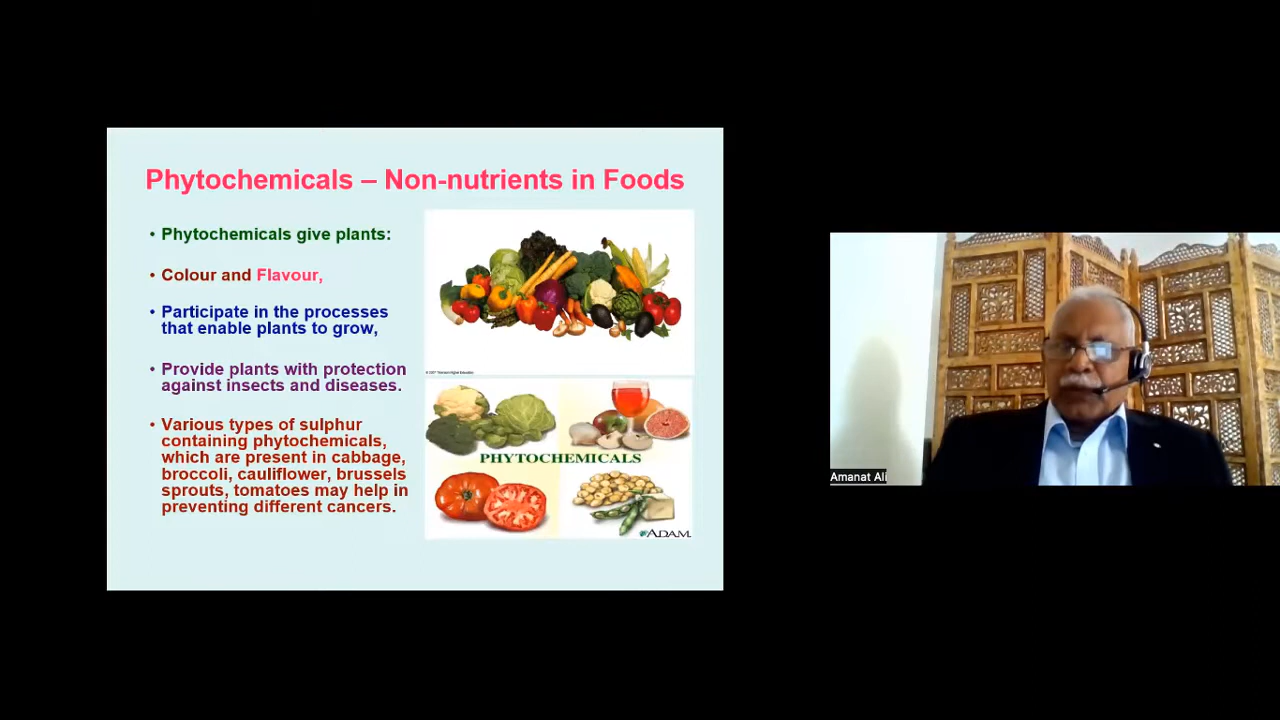 Phytochemicals – Non-nutrients in Foods
• Phytochemicals give plants:
• Colour and Flavour,
• Participate in the processes
that enable plants to grow,
• Provide plants with protection
against insects and diseases.
• Various types of sulphur
containing phytochemicals,
which are present in cabbage,
broccoli, cauliflower, brussels
sprouts, tomatoes may help in
preventing different cancers.
PHYTOCHEMICALS
ADAM.
Amanat Ali